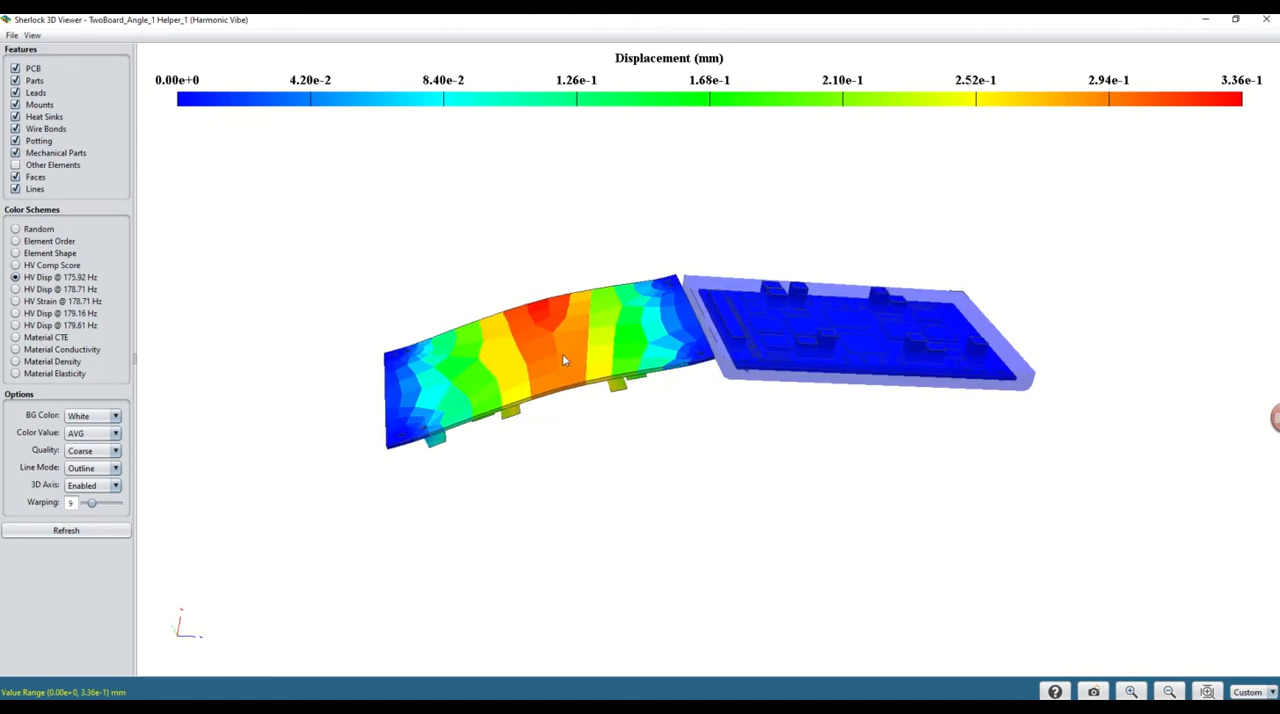 Sherlock 3D Viewer - TwoBoard_Angle_1 Helper_1 (Harmonic Vibe)
File View
Features
PCB
Parts
Leads
Mounts
Heat Sinks
Wire Bonds
Potting
Mechanical Parts
Other Elements
Faces
Lines
Color Schemes
Random
Element Order
Element Shape
HV Comp Score
HV Disp @ 175.92 Hz
HV Disp @ 178.71 Hz
HV Strain @ 178.71 Hz
HV Disp @ 179.16 Hz
HV Disp @ 179.61 Hz
Material CTE
Material Conductivity
Material Density
Material Elasticity
Options
BG Color: White
Color Value: AVG
Quality: Coarse
Line Mode: Outline
3D Axis: Enabled
Warping: 9
Refresh
Displacement (mm)
0.00e+0 4.20e-2 8.40e-2 1.26e-1 1.68e-1 2.10e-1 2.52e-1 2.94e-1 3.36e-1
Value Range (0.00e+0, 3.36e-1) mm
Custom